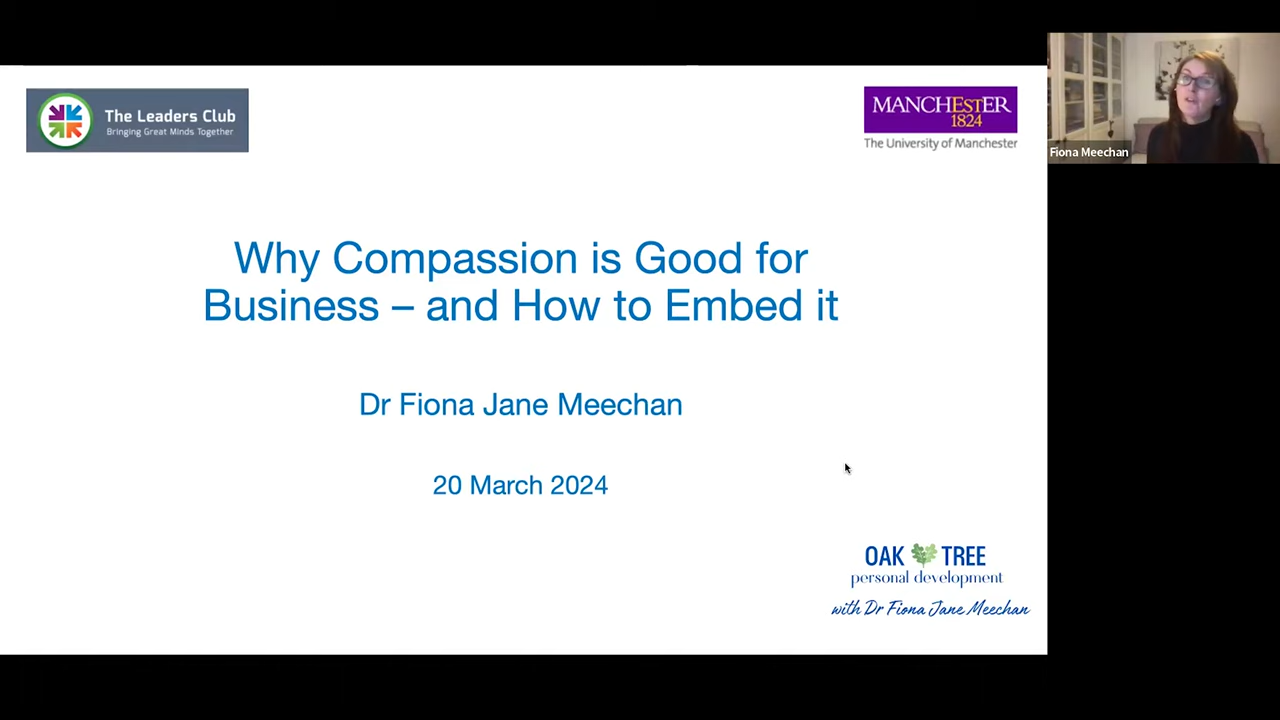 The Leaders Club
Bringing Great Minds Together
MANCHESTER
1824
The University of Manchester
Fiona Meechan
Why Compassion is Good for
Business – and How to Embed it
Dr Fiona Jane Meechan
20 March 2024
OAK TREE
personal development
with Dr Fiona Jane Meechan